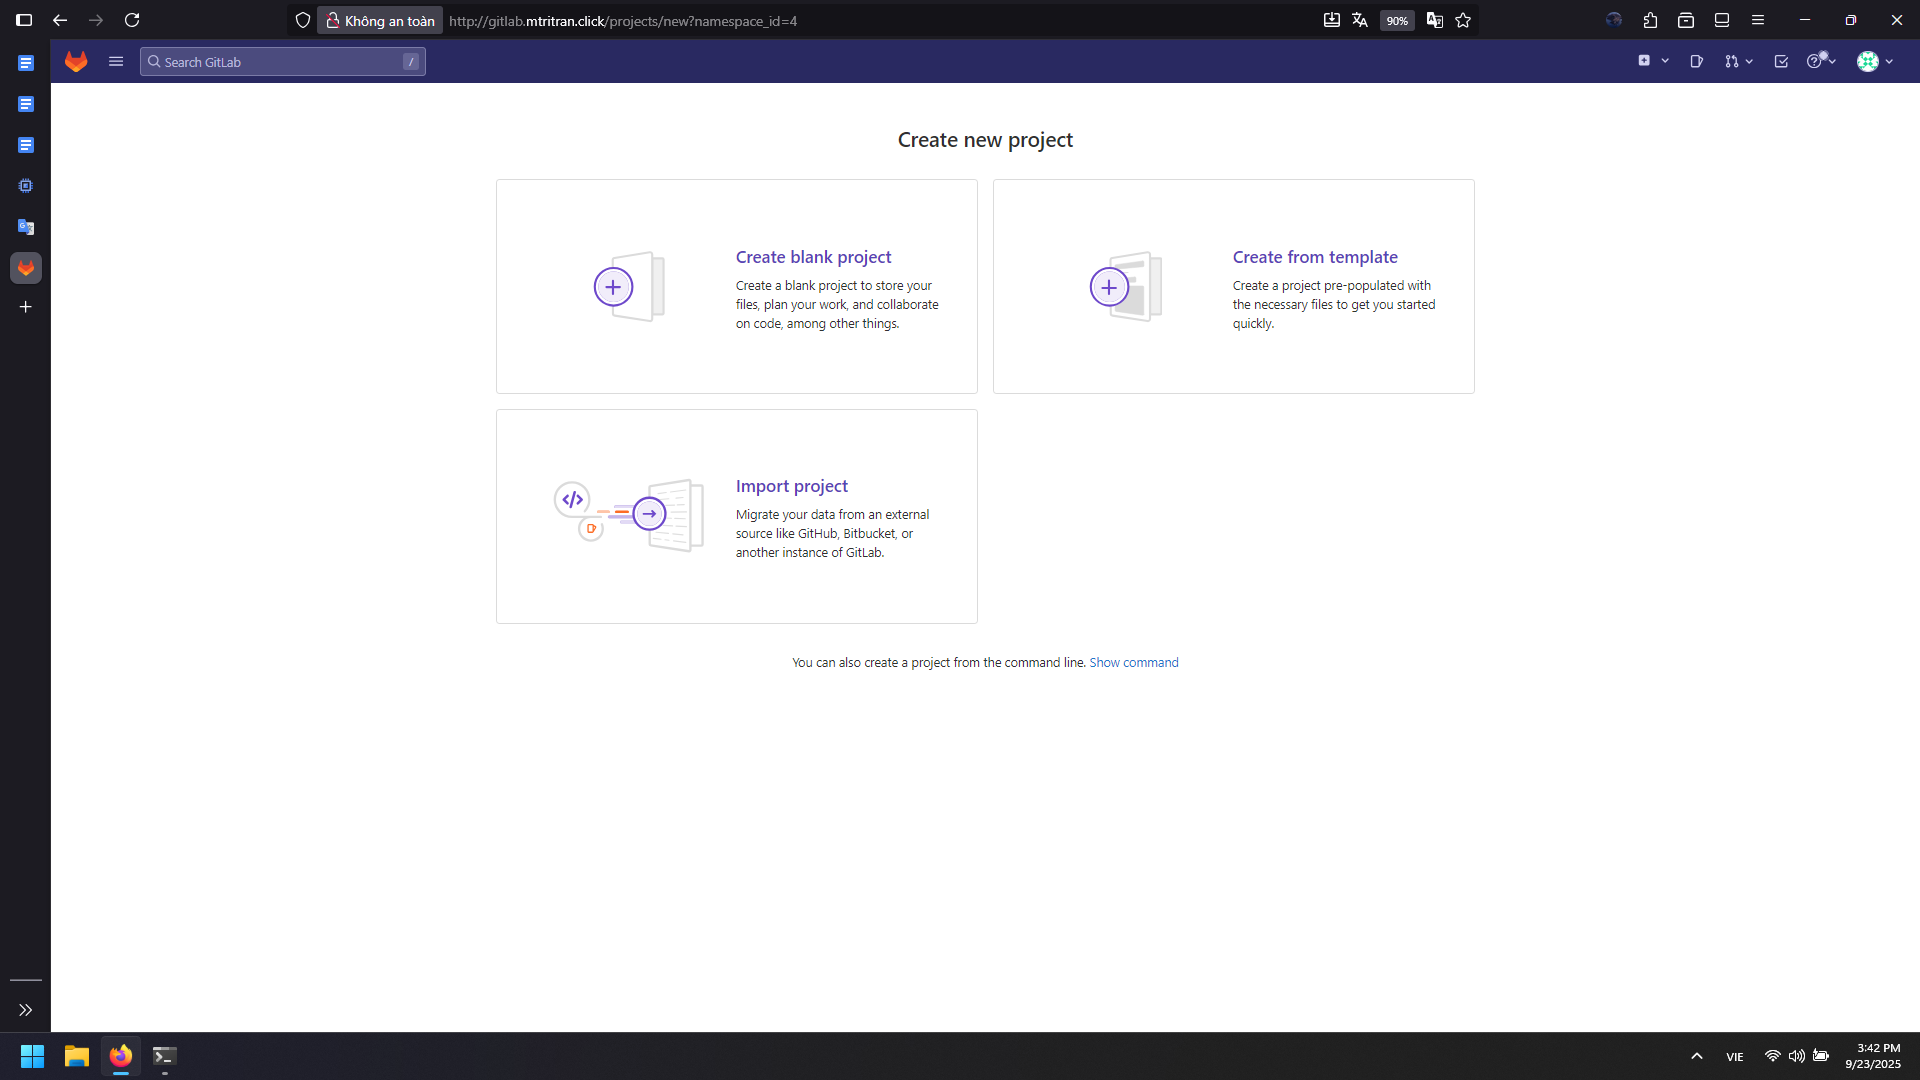 Không an toàn
http://gitlab.mtritran.click/projects/new?namespace_id=4
90%
Search GitLab
/
Create new project
Create blank project
Create a blank project to store your
files, plan your work, and collaborate
on code, among other things.
Create from template
Create a project pre-populated with
the necessary files to get you started
quickly.
Import project
Migrate your data from an external
source like GitHub, Bitbucket, or
another instance of GitLab.
You can also create a project from the command line. Show command
VIE
3:42 PM
9/23/2025